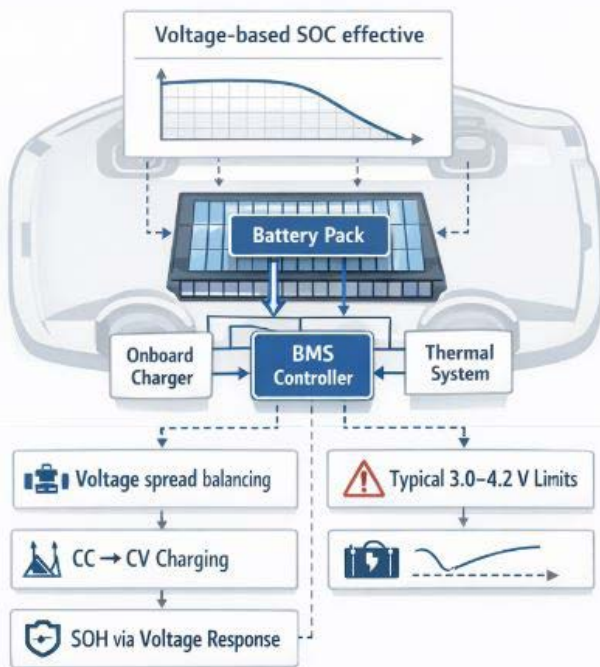 Voltage-based SOC effective
Battery Pack
Onboard
Charger
BMS
Controller
Thermal
System
Voltage spread balancing
Typical 3.0–4.2 V Limits
CC → CV Charging
SOH via Voltage Response